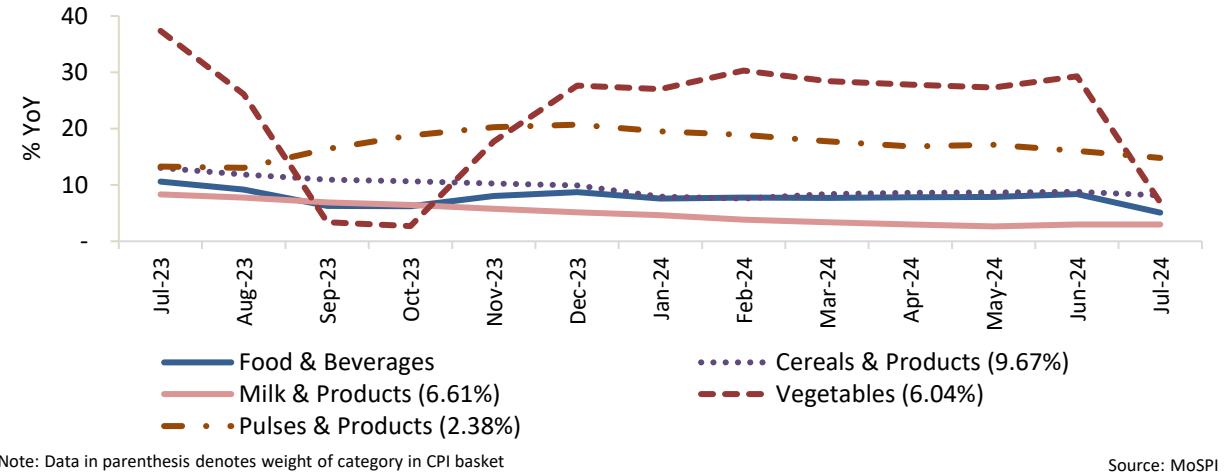 40
30
20
10
-
% YoY
Jul-23
Aug-23
Sep-23
Oct-23
Nov-23
Dec-23
Jan-24
Feb-24
Mar-24
Apr-24
May-24
Jun-24
Jul-24
Food & Beverages
Cereals & Products (9.67%)
Milk & Products (6.61%)
Vegetables (6.04%)
Pulses & Products (2.38%)
Note: Data in parenthesis denotes weight of category in CPI basket
Source: MoSPI